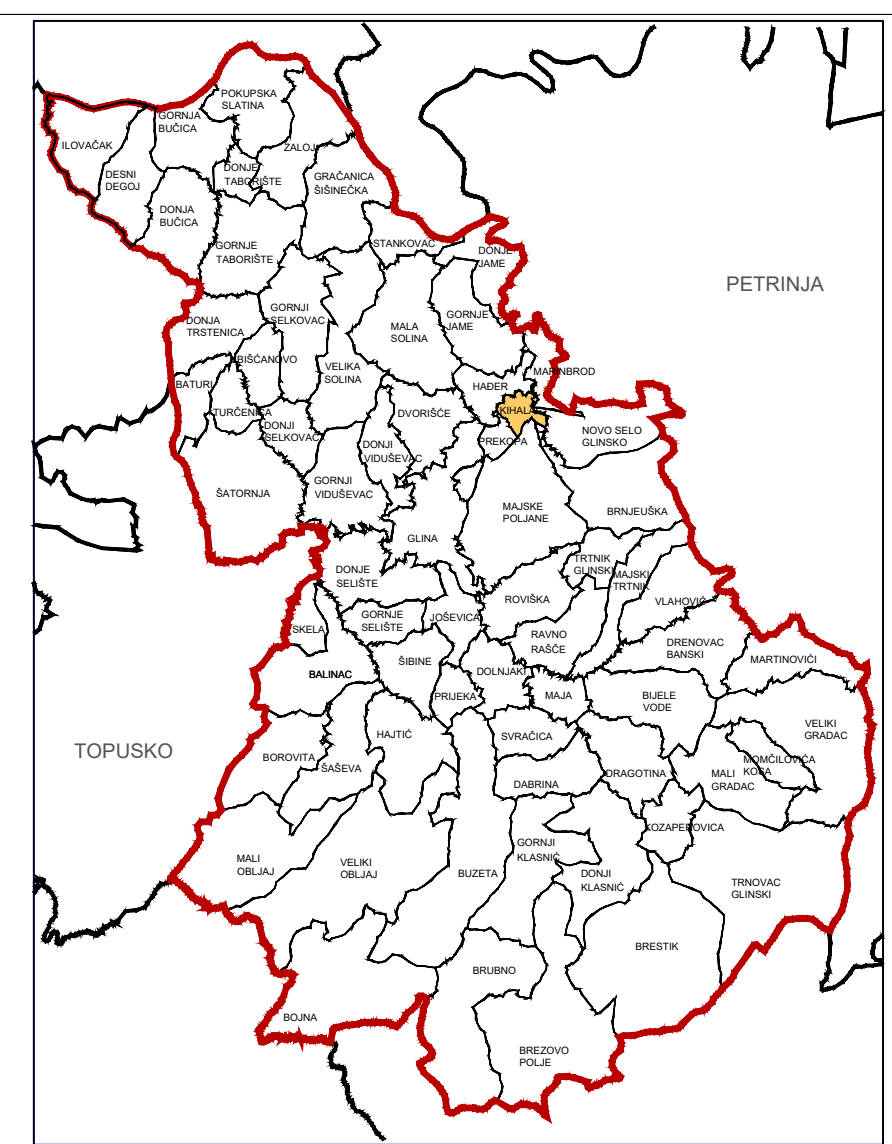 POKUPSKA
SLATINA
GORNJA
BUČICA
ILOVAČAK
ZALOJ
DESNI
DEGOJ
DONJE
TABORIŠTE
GRAČANICA
ŠIŠINEČKA
DONJA
BUČICA
GORNJE
TABORIŠTE
STANKOVAC
DONJE
JAME
PETRINJA
DONJA
TRSTENICA
GORNJI
SELKOVAC
MALA
SOLINA
GORNJE
JAME
BIŠĆANOVO
VELIKA
SOLINA
MARINBROD
BATURI
HAĐER
TURČENICA
DVORIŠĆE
KIHALA
DONJI
SELKOVAC
DONJI
VIDUŠEVAC
PREKOPA
NOVO SELO
GLINSKO
ŠATORNJA
GORNJI
VIDUŠEVAC
MAJSKE
POLJANE
BRNJEUŠKA
GLINA
DONJE
SELIŠTE
TRTNIK
GLINSKI
MAJSKI
TRTNIK
ROVIŠKA
VLAHOVIĆ
SKELA
GORNJE
SELIŠTE
JOŠEVICA
RAVNO
RAŠČE
DRENOVAC
BANSKI
MARTINOVIĆI
BALINAC
ŠIBINE
DOLNJAKI
PRIJEKA
MAJA
BIJELE
VODE
VELIKI
GRADAC
TOPUSKO
BOROVITA
ŠAŠEVA
HAJTIĆ
SVRAČICA
DABRINA
DRAGOTINA
MALI
GRADAC
MOMČILOVIĆA
KOSA
KOZAPEROVICA
MALI
OBLJAJ
VELIKI
OBLJAJ
BUZETA
GORNJI
KLASNIĆ
DONJI
KLASNIĆ
TRNOVAC
GLINSKI
BRESTIK
BRUBNO
BOJNA
BREZOVO
POLJE